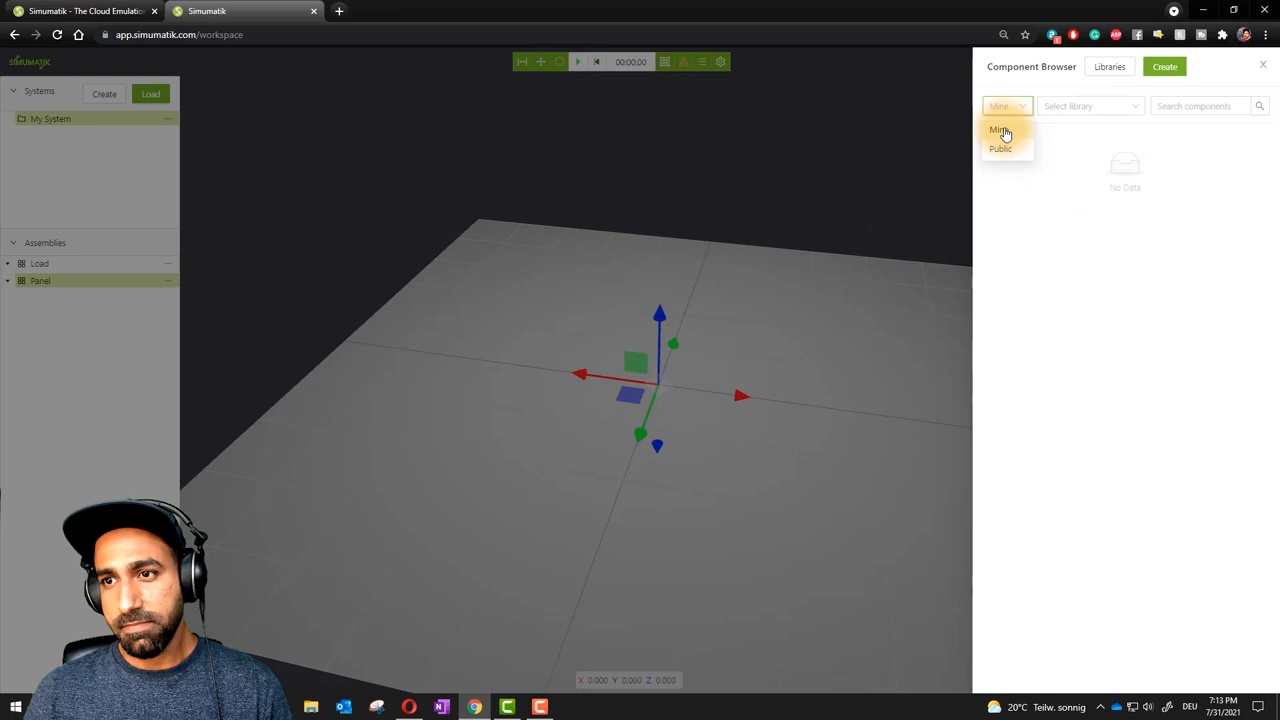 Simumatik - The Cloud Emulation
Simumatik
app.simumatik.com/workspace
SIMUMATIK
00:00:00
Component Browser
Libraries
Create
Systems
Create
Load
Mine
Select library
Search components
My System
Mine
Public
No Data
Assemblies
Load
Panel
X 0.000 Y 0.000 Z 0.000
20°C Teilw. sonnig
DEU
7:13 PM
7/31/2021